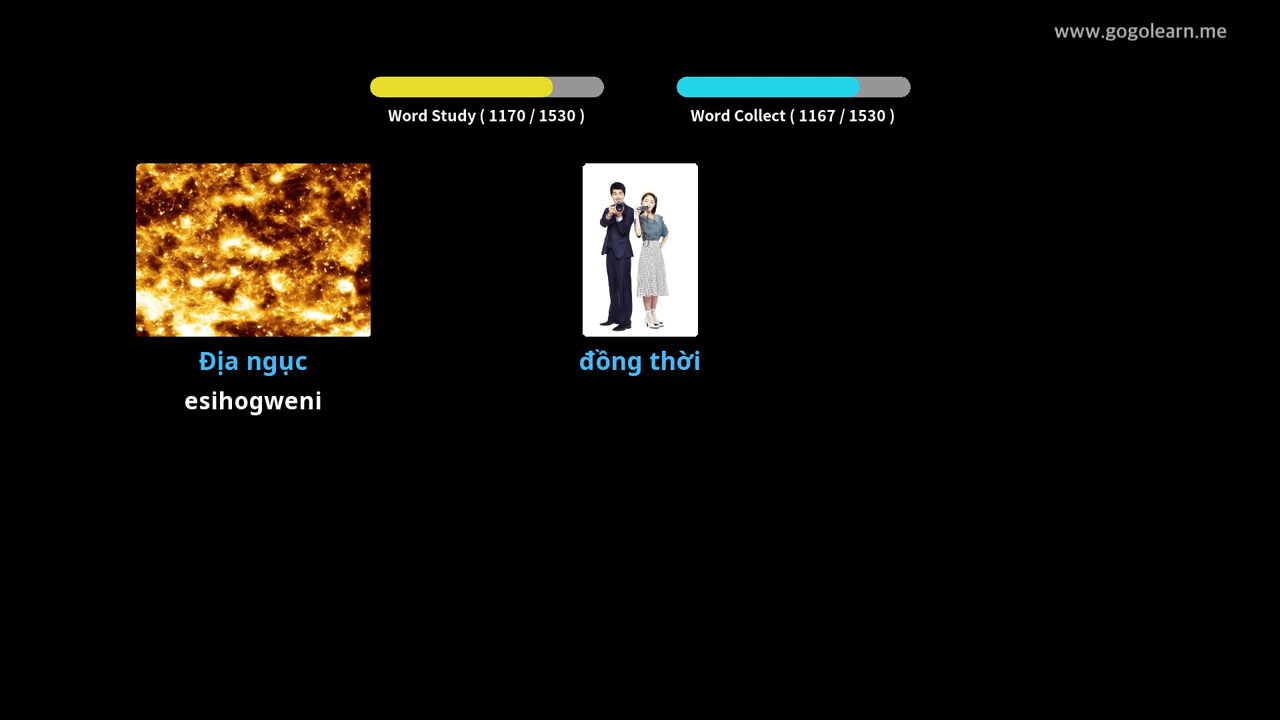 www.gogolearn.me
Word Study ( 1170 / 1530 )
Word Collect ( 1167 / 1530 )
Địa ngục
đồng thời
esihogweni